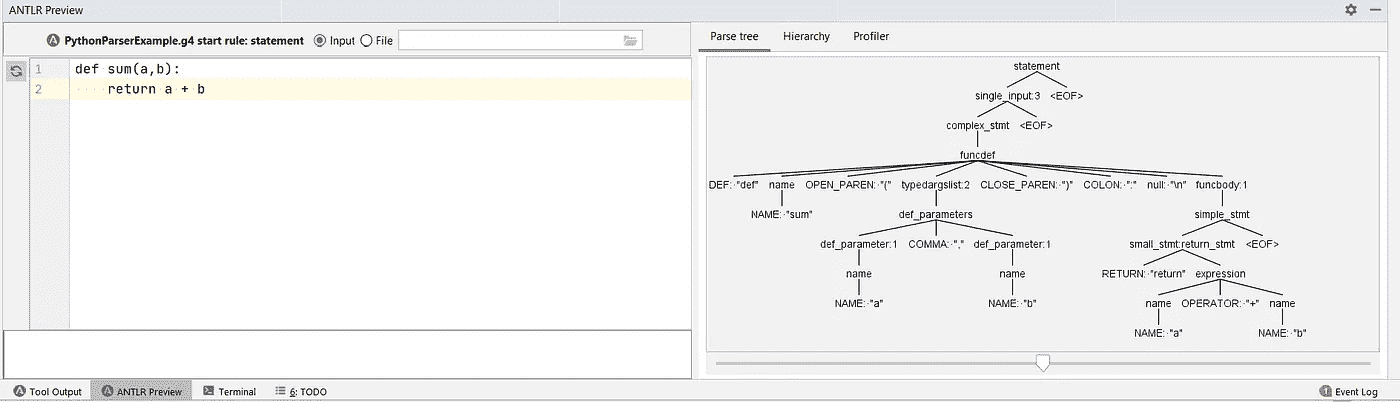 ANTLR Preview
PythonParserExample.g4 start rule: statement Input File
1 def sum(a,b):
2 ····return a + b
Parse tree Hierarchy Profiler
statement
single_input:3 <EOF>
complex_stmt <EOF>
funcdef
DEF:·"def" name OPEN_PAREN:·"(" typedargslist:2 CLOSE_PAREN:·")" COLON:·":" null:·"\n" funcbody:1
NAME:·"sum" def_parameters simple_stmt
def_parameter:1 COMMA:·"," def_parameter:1 small_stmt:return_stmt <EOF>
name name RETURN:·"return" expression
NAME:·"a" NAME:·"b" name OPERATOR:·"+" name
NAME:·"a" NAME:·"b"
Tool Output ANTLR Preview Terminal 6: TODO 1 Event Log